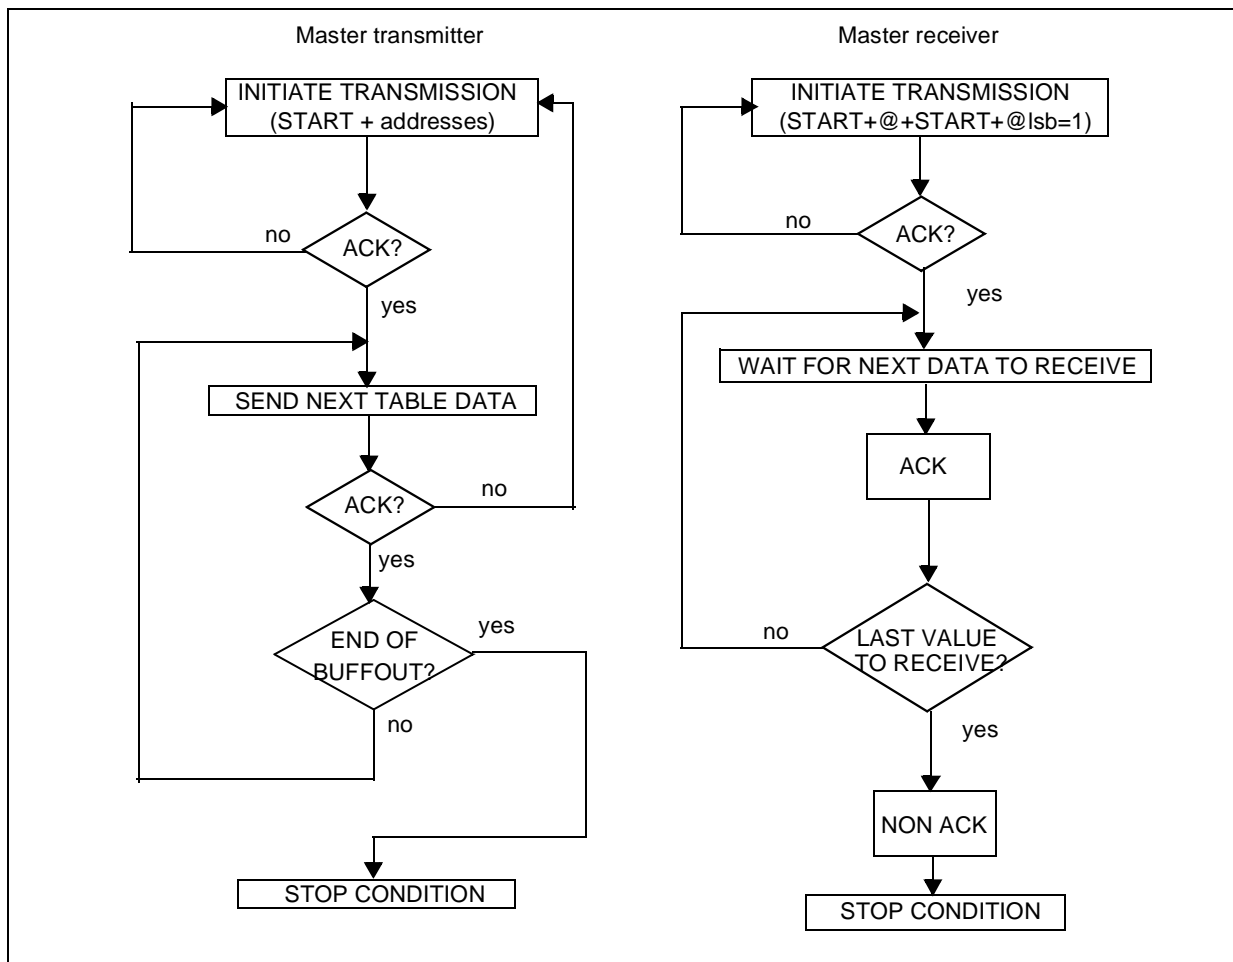 Master transmitter
INITIATE TRANSMISSION
(START + addresses)
no
ACK?
yes
SEND NEXT TABLE DATA
ACK?
no
yes
END OF
BUFFOUT?
yes
no
STOP CONDITION
Master receiver
INITIATE TRANSMISSION
(START+@+START+@lsb=1)
no
ACK?
yes
WAIT FOR NEXT DATA TO RECEIVE
ACK
no
LAST VALUE
TO RECEIVE?
yes
NON ACK
STOP CONDITION